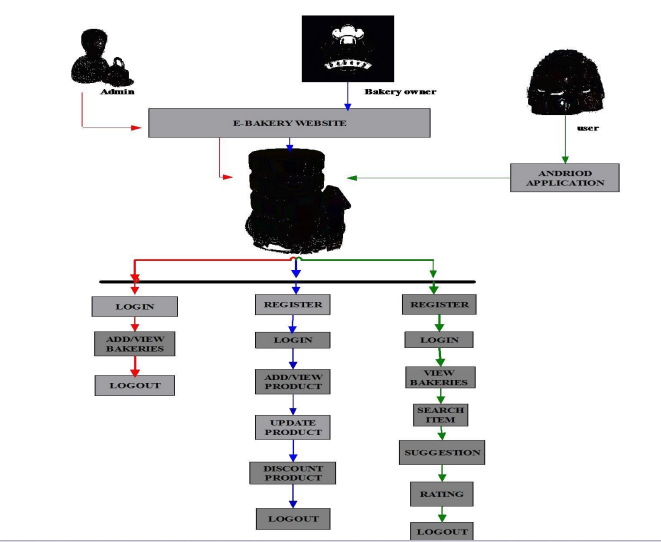 BAKERY
Admin
Bakery owner
E-BAKERY WEBSITE
user
ANDRIOD
APPLICATION
LOGIN
ADD/VIEW
BAKERIES
LOGOUT
REGISTER
LOGIN
ADD/VIEW
PRODUCT
UPDATE
PRODUCT
DISCOUNT
PRODUCT
LOGOUT
REGISTER
LOGIN
VIEW
BAKERIES
SEARCH
ITEM
SUGGESTION
RATING
LOGOUT